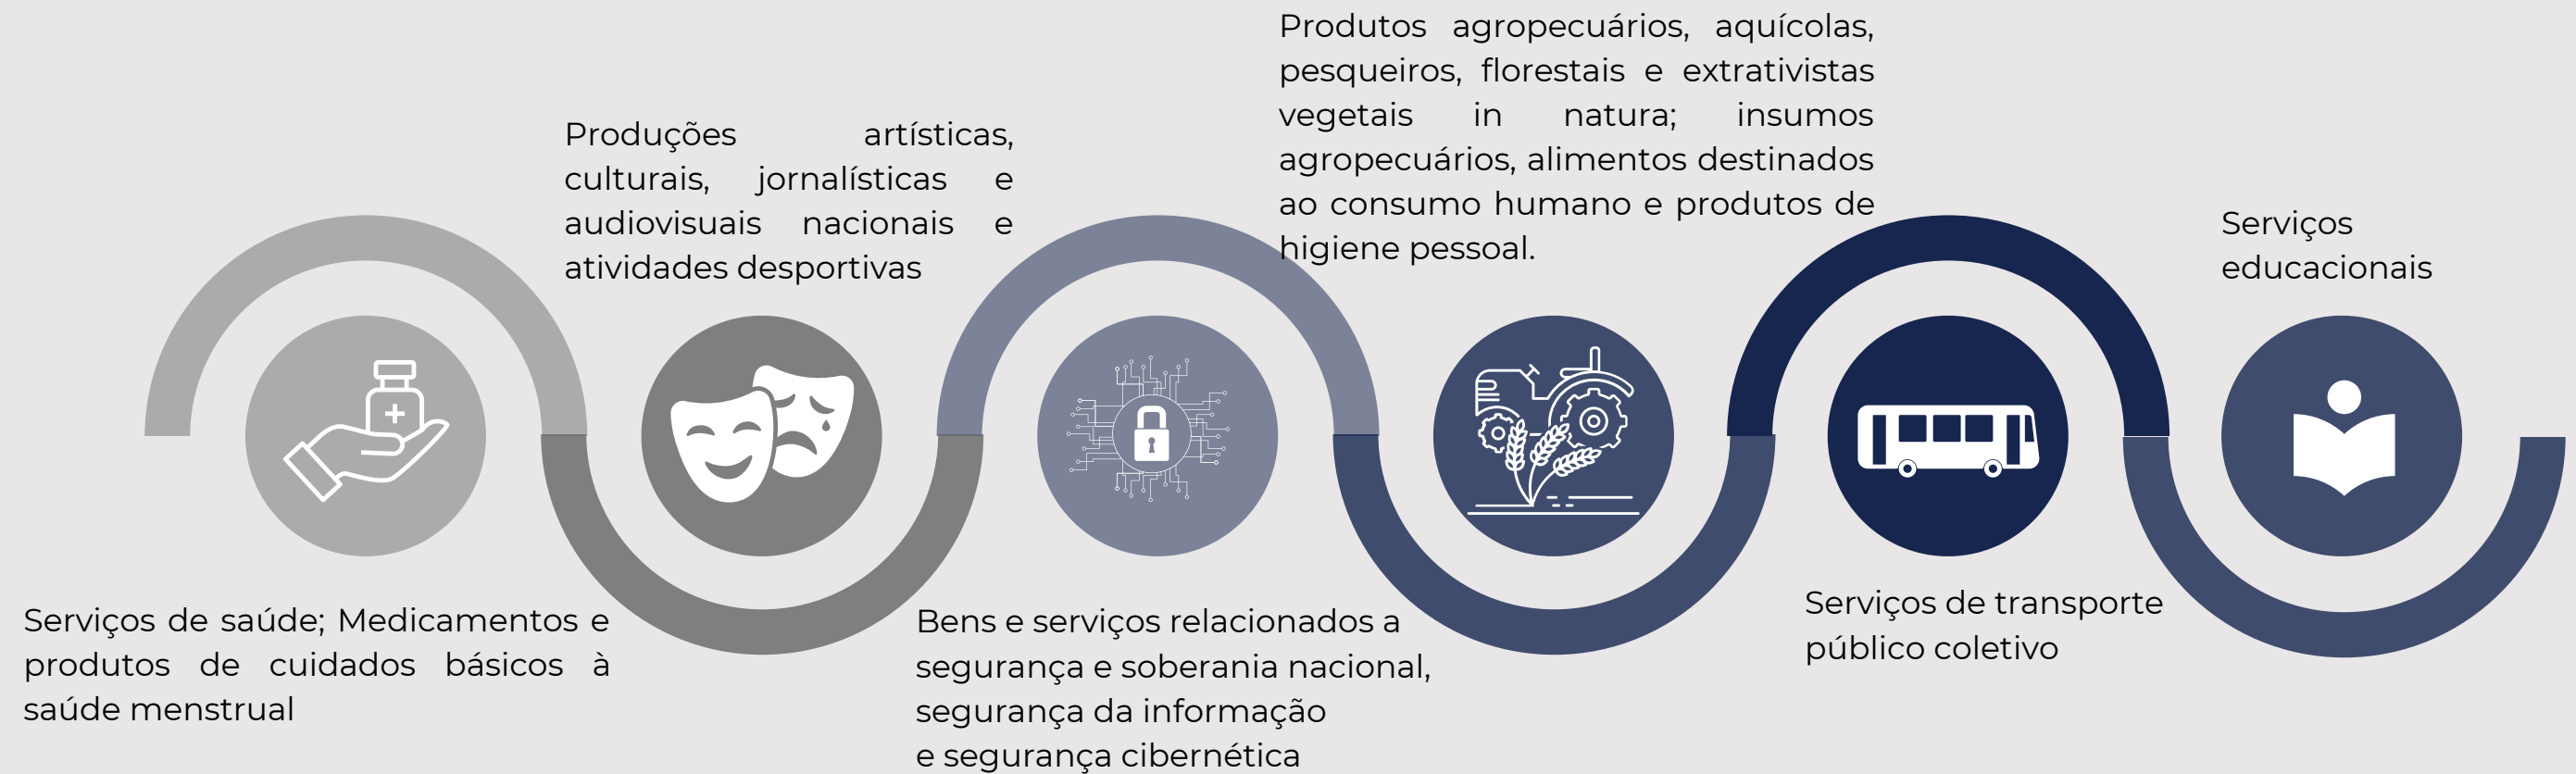 Serviços de saúde; Medicamentos e
produtos de cuidados básicos à
saúde menstrual
Produções artísticas,
culturais, jornalísticas e
audiovisuais nacionais e
atividades desportivas
Bens e serviços relacionados a
segurança e soberania nacional,
segurança da informação
e segurança cibernética
Produtos agropecuários, aquícolas,
pesqueiros, florestais e extrativistas
vegetais in natura; insumos
agropecuários, alimentos destinados
ao consumo humano e produtos de
higiene pessoal.
Serviços de transporte
público coletivo
Serviços
educacionais